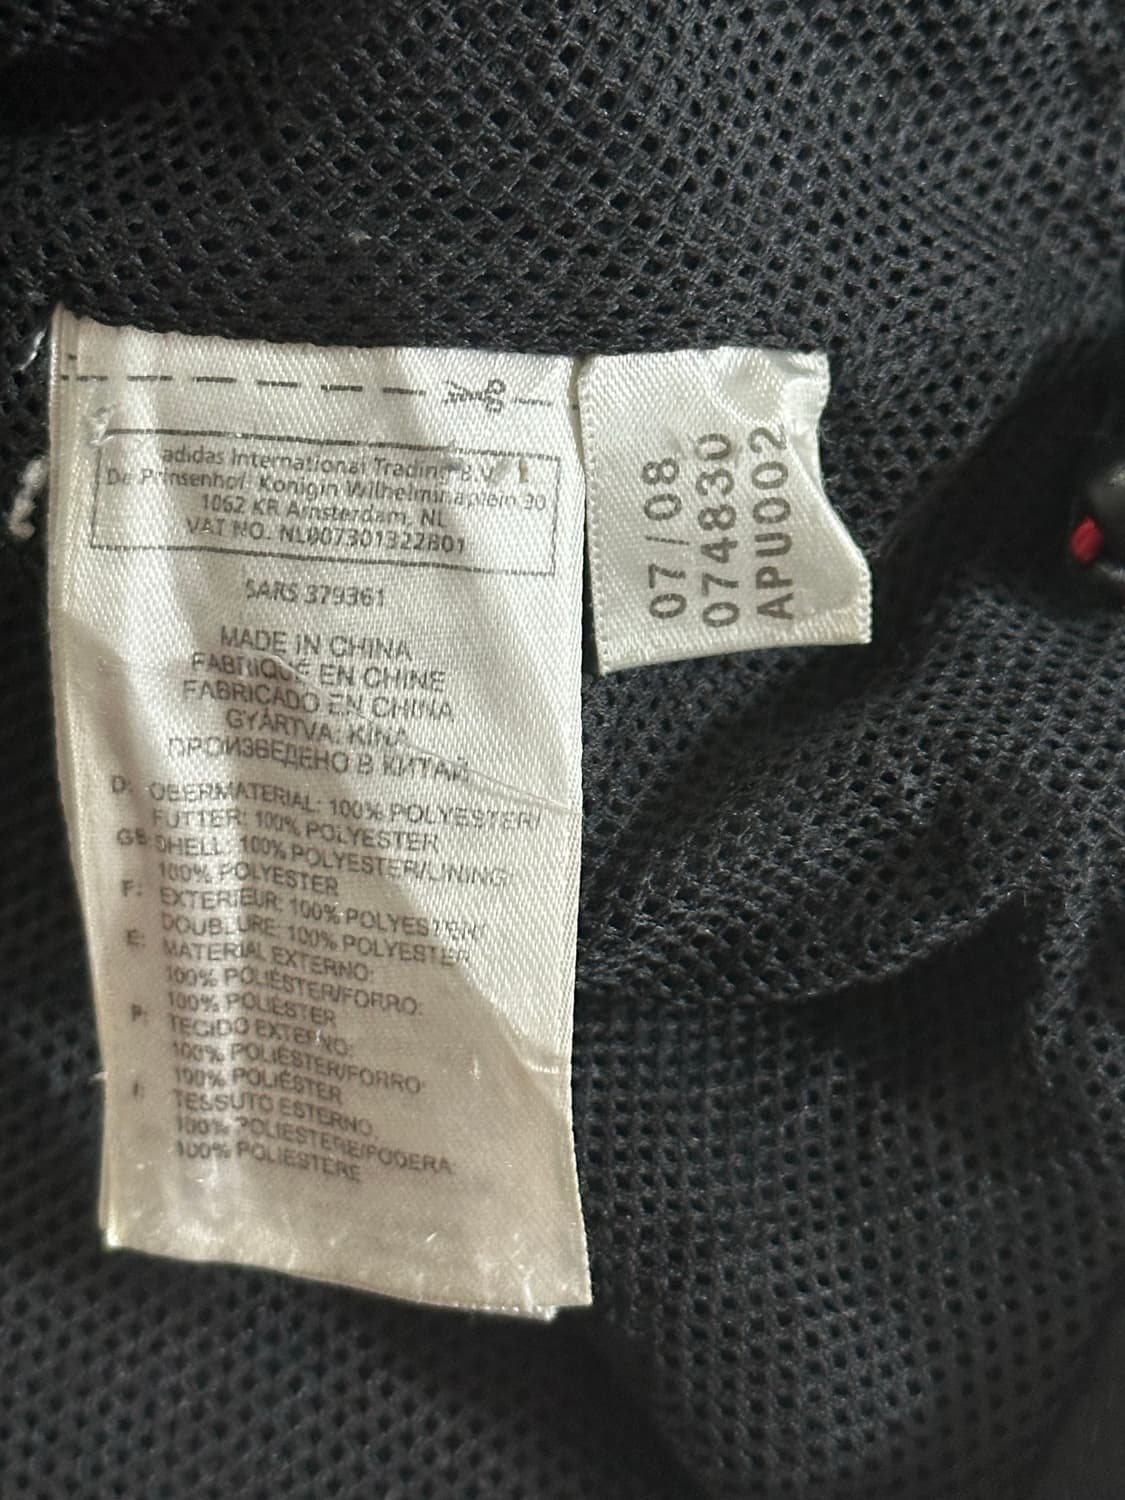 adidas International Trading B.V.
De Prinsenhof, Konigin Wilhelminaplein 30
1062 KR Amsterdam, NL
VAT NO. NL007301322B01
SARS 379361
MADE IN CHINA
FABRIQUÉ EN CHINE
FABRICADO EN CHINA
GYÁRTVA: KÍNA
ПРОИЗВЕДЕНО В КИТАЙ
D: OBERMATERIAL: 100% POLYESTER/
FUTTER: 100% POLYESTER
GB SHELL: 100% POLYESTER/LINING:
100% POLYESTER
F: EXTERIEUR: 100% POLYESTER/
DOUBLURE: 100% POLYESTER
E: MATERIAL EXTERNO:
100% POLIÉSTER/FORRO:
100% POLIÉSTER
P: TECIDO EXTERNO:
100% POLIÉSTER/FORRO:
100% POLIÉSTER
I: TESSUTO ESTERNO:
100% POLIESTERE/FODERA:
100% POLIESTERE
07/08
074830
APU002